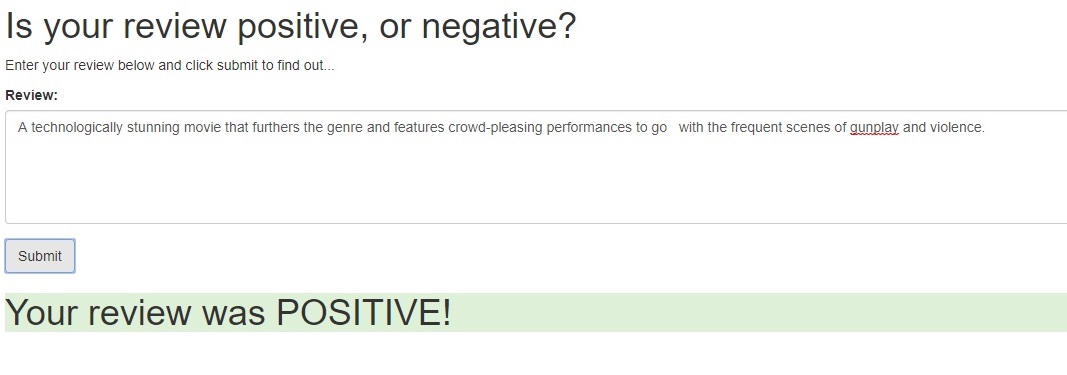 Is your review positive, or negative?
Enter your review below and click submit to find out...
Review:
A technologically stunning movie that furthers the genre and features crowd-pleasing performances to go   with the frequent scenes of gunplay and violence.
Submit
Your review was POSITIVE!